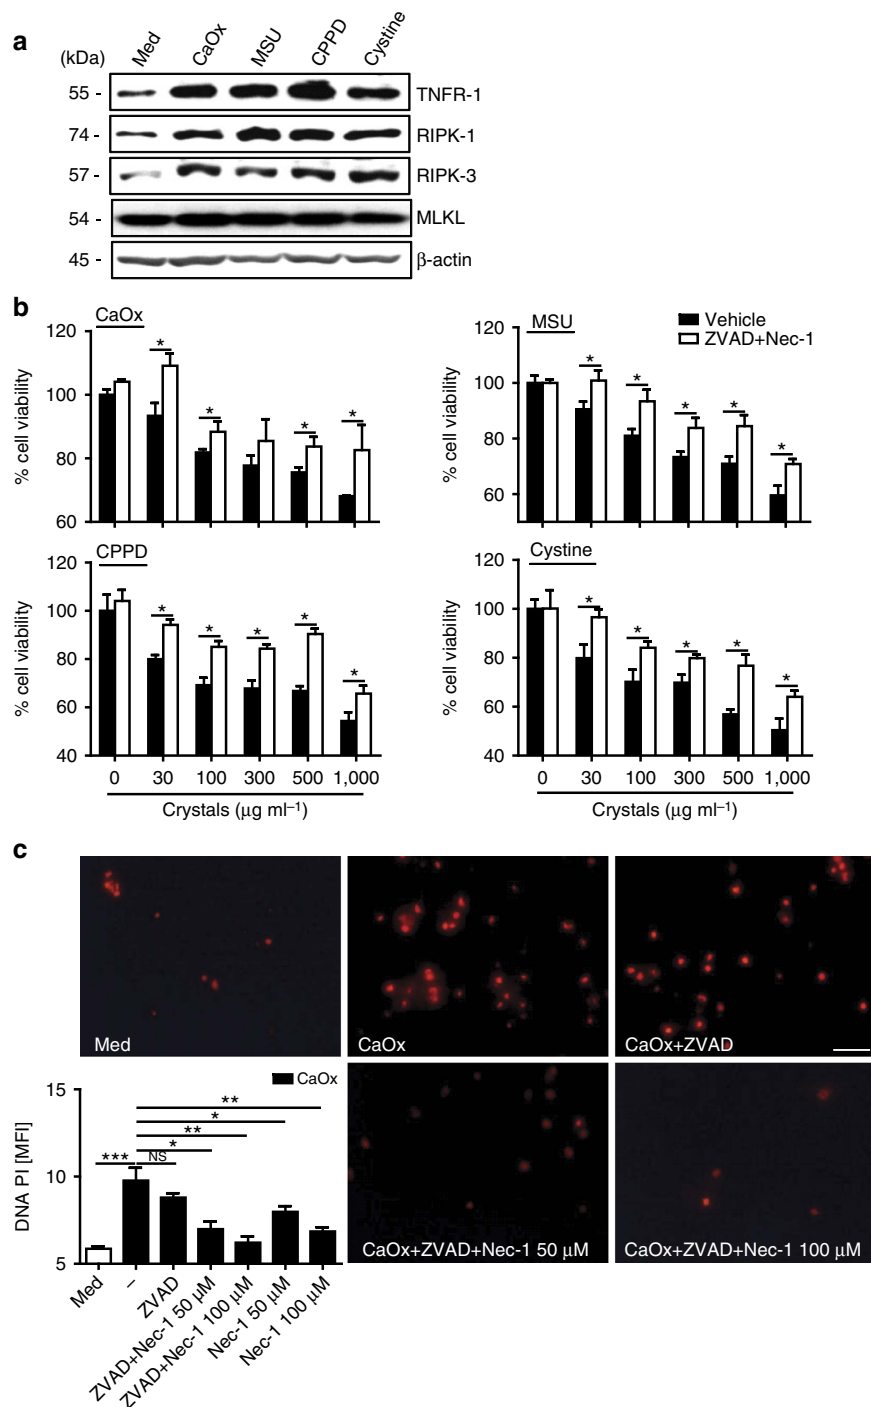 a
(kDa)
Med
CaOx
MSU
CPPD
Cystine
55 -
TNFR-1
74 -
RIPK-1
57 -
RIPK-3
54 -
MLKL
45 -
β-actin
b
CaOx
120
100
80
60
% cell viability
*
*
*
*
MSU
Vehicle
ZVAD+Nec-1
120
100
80
60
% cell viability
*
*
*
*
*
CPPD
120
100
80
60
40
% cell viability
*
*
*
*
*
0 30 100 300 500 1,000
Crystals (μg ml⁻¹)
Cystine
120
100
80
60
40
% cell viability
*
*
*
*
*
0 30 100 300 500 1,000
Crystals (μg ml⁻¹)
c
Med
CaOx
CaOx+ZVAD
CaOx
15
10
5
DNA PI [MFI]
**
*
**
*
*** NS
Med
–
ZVAD
ZVAD+Nec-1 50 μM
ZVAD+Nec-1 100 μM
Nec-1 50 μM
Nec-1 100 μM
CaOx+ZVAD+Nec-1 50 μM
CaOx+ZVAD+Nec-1 100 μM